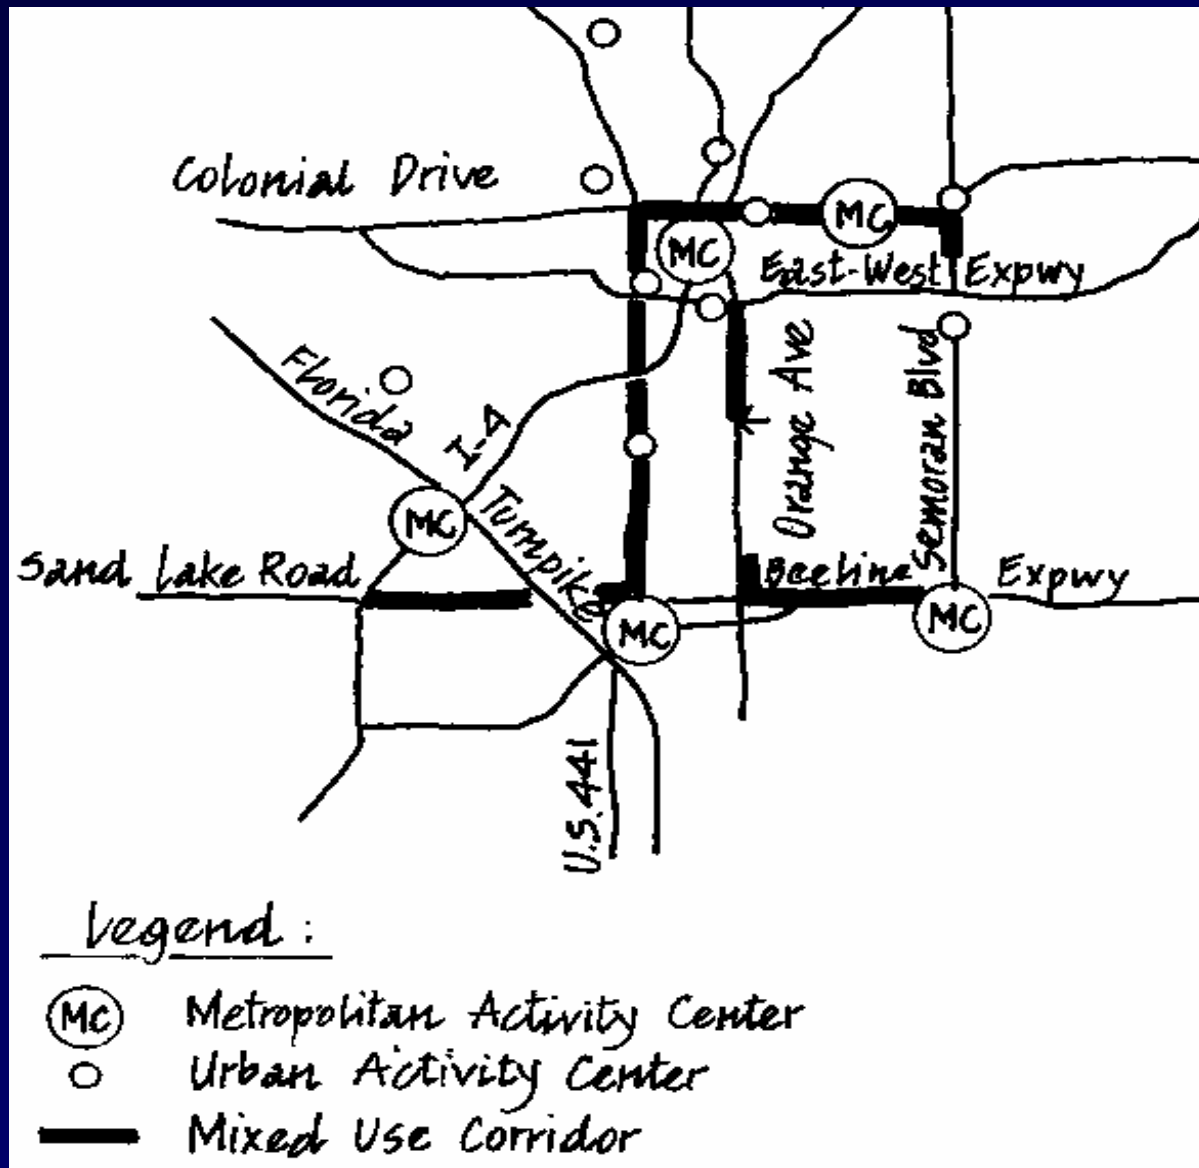 Colonial Drive
MC
MC
East-West Expwy
Florida
I-4
Turnpike
Orange Ave
Semoran Blvd
MC
Sand Lake Road
Beeline
Expwy
MC
MC
U.S. 441
Legend :
MC Metropolitan Activity Center
Urban Activity Center
Mixed Use Corridor